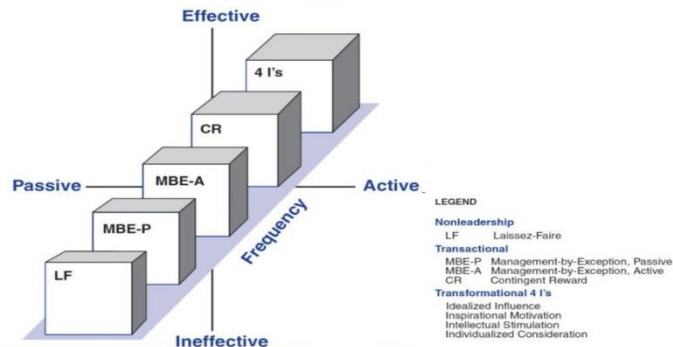 Effective
4 I's
CR
Passive
MBE-A
Active
MBE-P
Frequency
LF
Ineffective
LEGEND
Nonleadership
LF Laissez-Faire
Transactional
MBE-P Management-by-Exception, Passive
MBE-A Management-by-Exception, Active
CR Contingent Reward
Transformational 4 I's
Idealized Influence
Inspirational Motivation
Intellectual Stimulation
Individualized Consideration